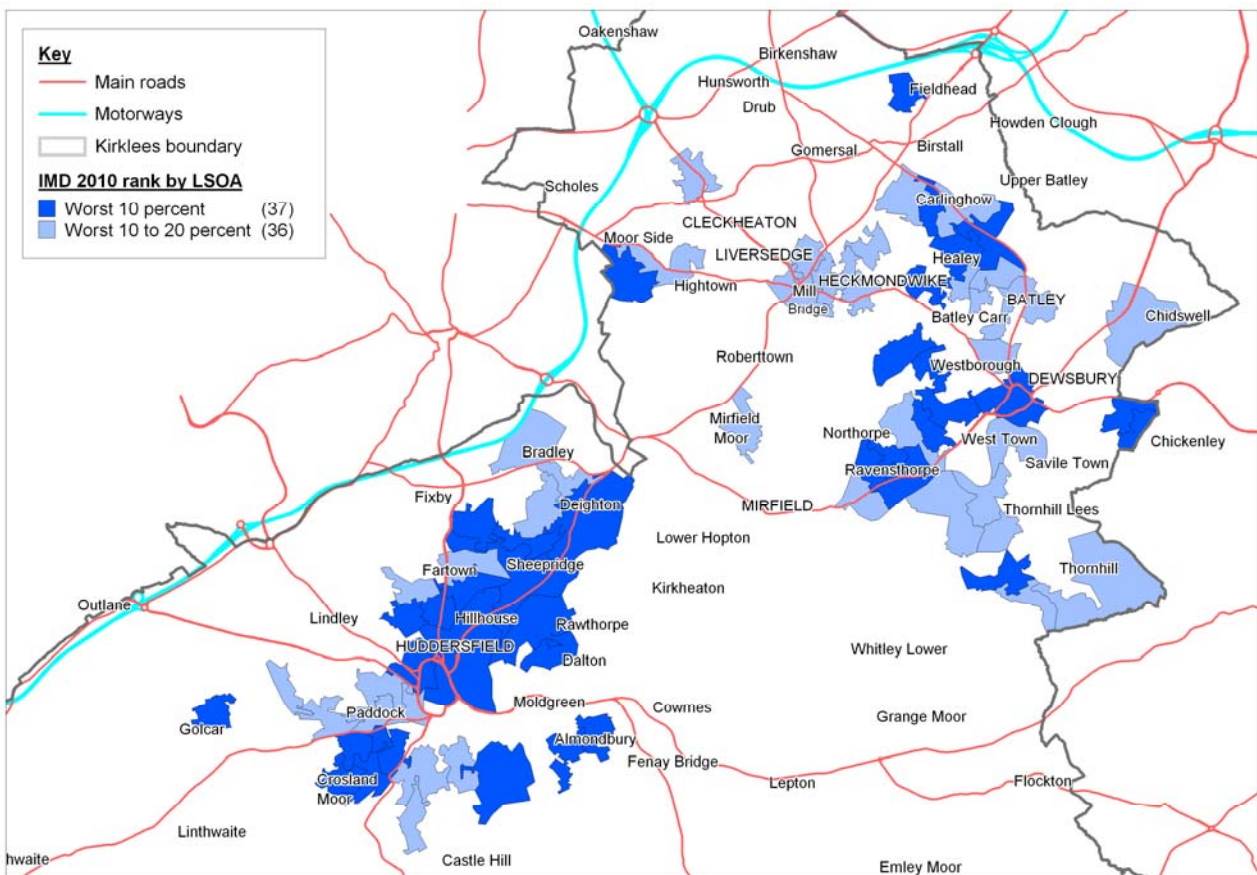 Key
Main roads
Motorways
Kirklees boundary
IMD 2010 rank by LSOA
Worst 10 percent (37)
Worst 10 to 20 percent (36)
Oakenshaw
Birkenshaw
Hunsworth
Fieldhead
Drub
Howden Clough
Gomersal
Birstall
Scholes
Upper Batley
Carlinghow
CLECKHEATON
Moor Side
LIVERSEDGE
Healey
Hightown
Mill
Bridge
HECKMONDWIKE
BATLEY
Batley Carr
Chidswell
Roberttown
Westborough
DEWSBURY
Mirfield
Moor
Northorpe
West Town
Chickenley
Bradley
Ravensthorpe
Savile Town
Fixby
Deighton
MIRFIELD
Thornhill Lees
Lower Hopton
Fartown
Sheepridge
Thornhill
Kirkheaton
Outlane
Lindley
Hillhouse
Rawthorpe
HUDDERSFIELD
Dalton
Whitley Lower
Paddock
Moldgreen
Cowmes
Golcar
Grange Moor
Almondbury
Fenay Bridge
Crosland
Moor
Lepton
Flockton
Linthwaite
hwaite
Castle Hill
Emley Moor